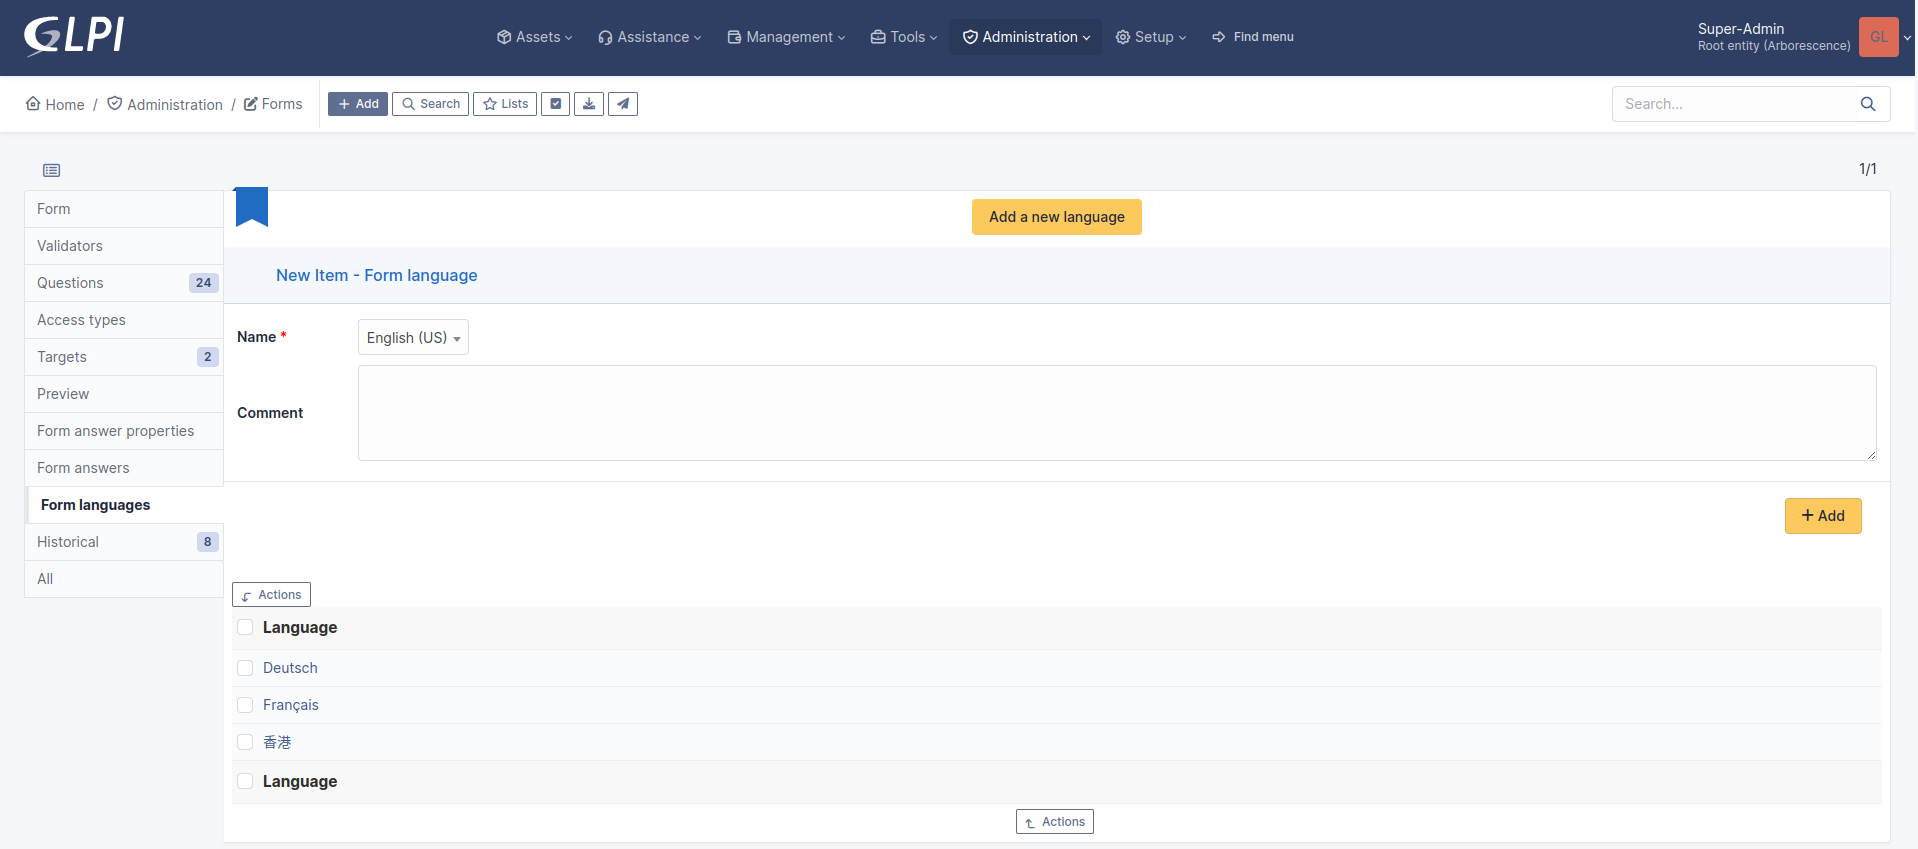 GLPI
Assets
Assistance
Management
Tools
Administration
Setup
Find menu
Super-Admin
Root entity (Arborescence)
GL
Home / Administration / Forms
+ Add
Search
Lists
Search...
1/1
Form
Validators
Questions 24
Access types
Targets 2
Preview
Form answer properties
Form answers
Form languages
Historical 8
All
Add a new language
New Item - Form language
Name *
English (US)
Comment
+ Add
Actions
Language
Deutsch
Français
香港
Language
Actions